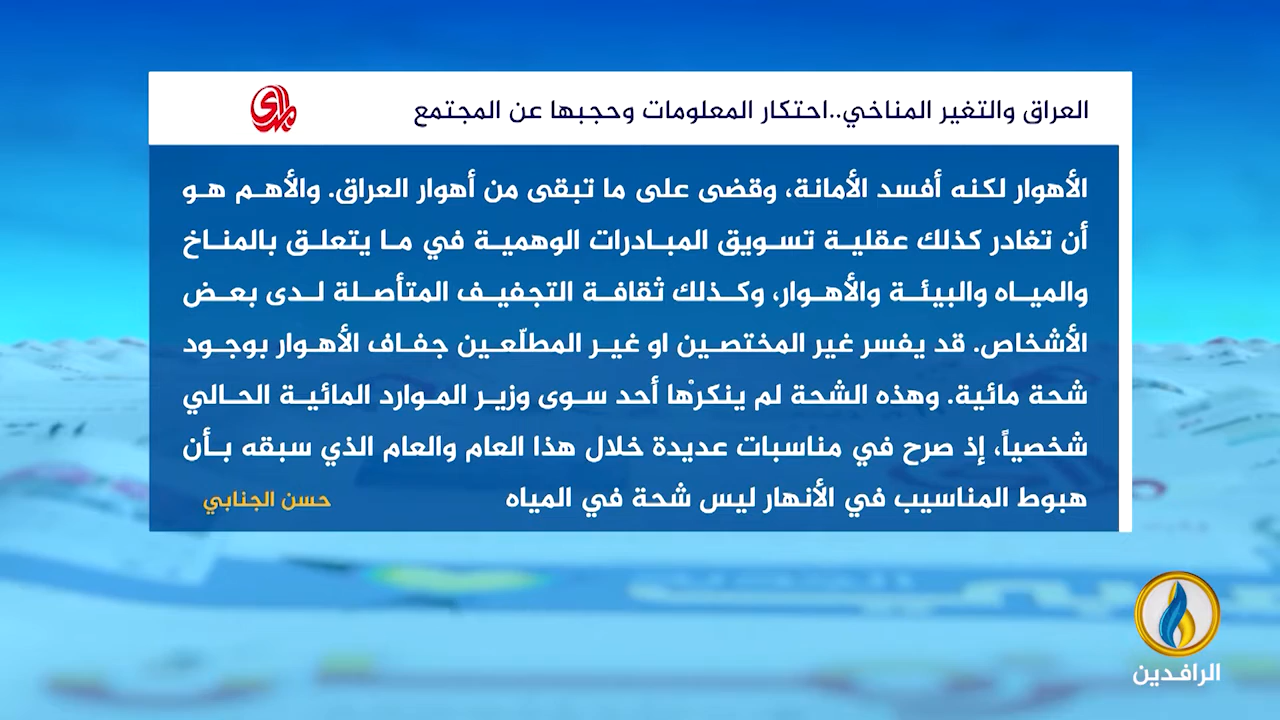 العراق والتغير المناخي..احتكار المعلومات وحجبها عن المجتمع
المدى
الأهوار لكنه أفسد الأمانة، وقضى على ما تبقى من أهوار العراق. والأهم هو
أن تغادر كذلك عقلية تسويق المبادرات الوهمية في ما يتعلق بالمناخ
والمياه والبيئة والأهوار، وكذلك ثقافة التجفيف المتأصلة لدى بعض
الأشخاص. قد يفسر غير المختصين او غير المطلّعين جفاف الأهوار بوجود
شحة مائية. وهذه الشحة لم ينكرْها أحد سوى وزير الموارد المائية الحالي
شخصياً، إذ صرح في مناسبات عديدة خلال هذا العام والعام الذي سبقه بأن
هبوط المناسيب في الأنهار ليس شحة في المياه
حسن الجنابي
الرافدين